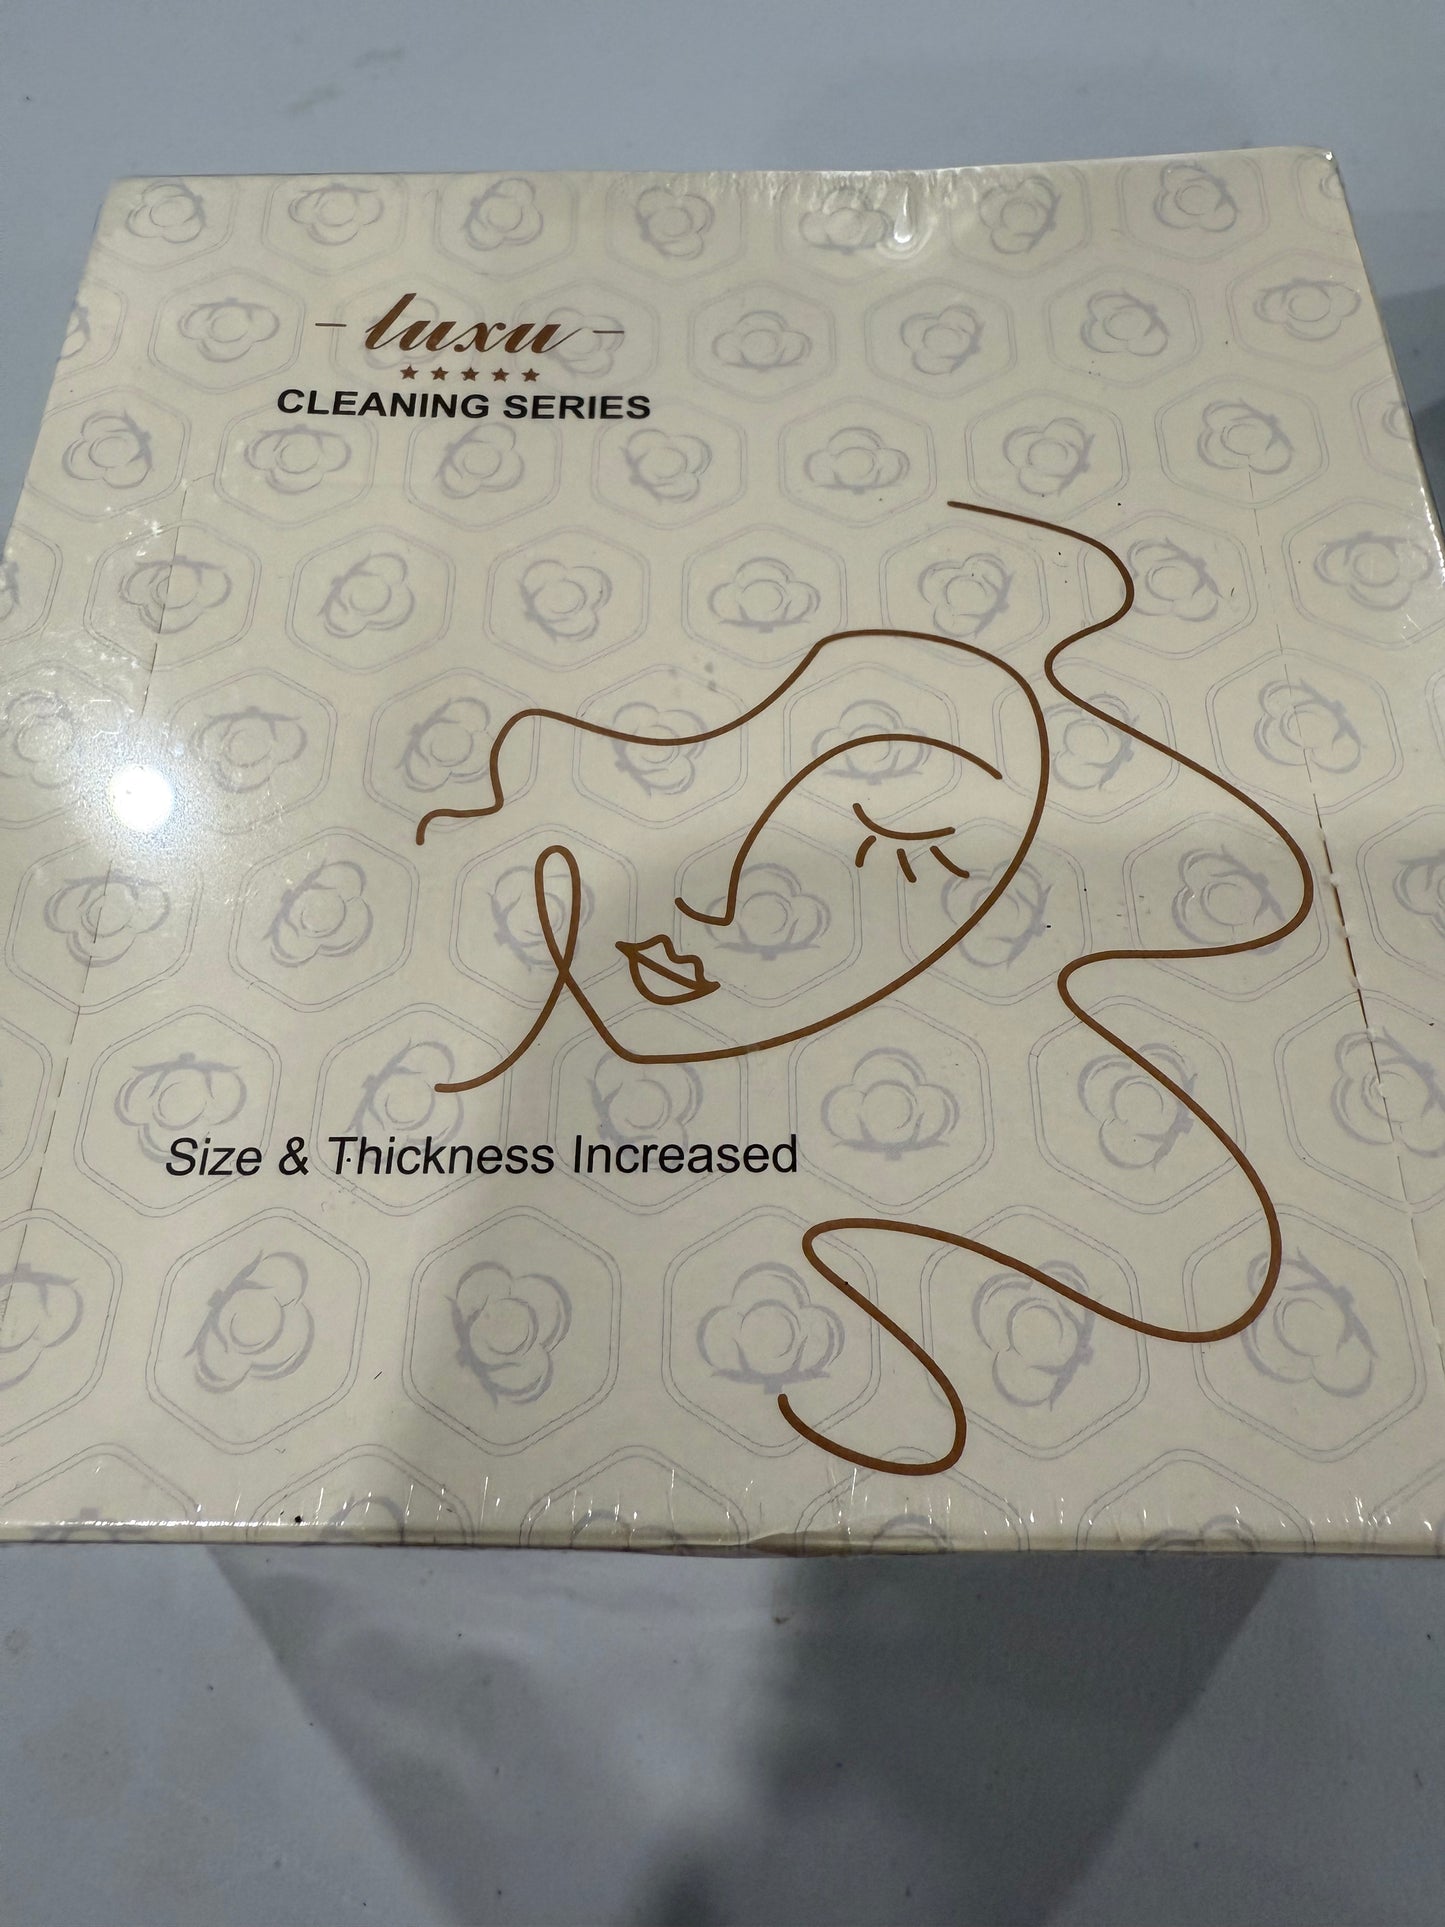 - luxu -
CLEANING SERIES
Size & Thickness Increased